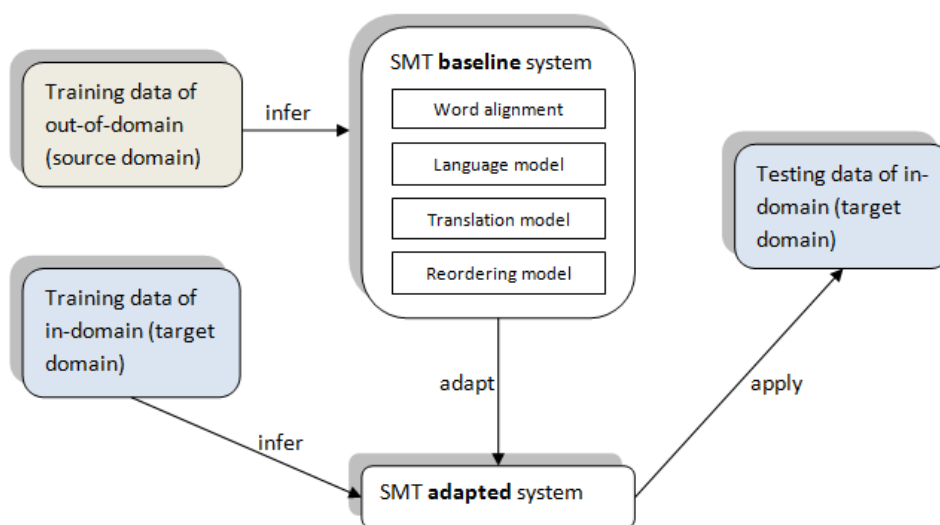 Training data of
out-of-domain
(source domain)
infer
SMT baseline system
Word alignment
Language model
Translation model
Reordering model
Testing data of in-
domain (target
domain)
Training data of
in-domain (target
domain)
adapt
apply
infer
SMT adapted system